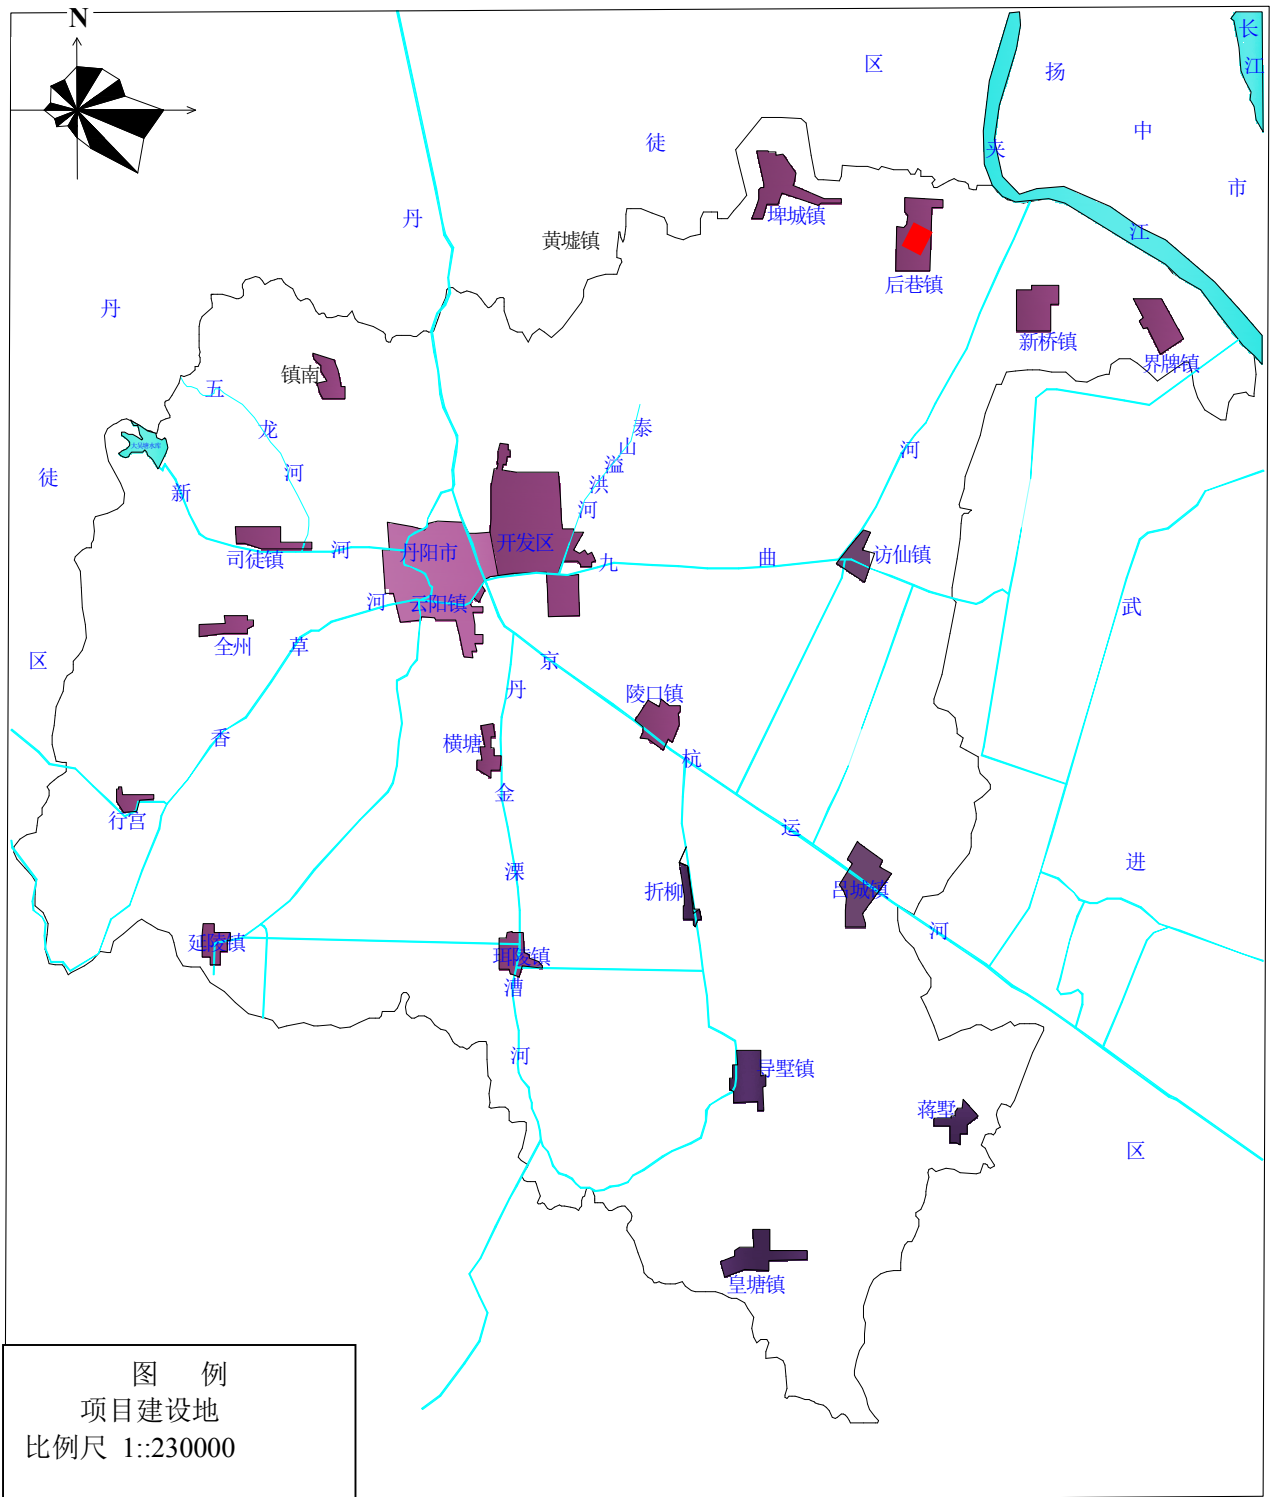 N
长江
区
扬中市
徒
夹江
埤城镇
丹
黄墟镇
后巷镇
丹
新桥镇
界牌镇
镇南
五龙河
泰山溢洪河
徒
新河
司徒镇
丹阳市
开发区
九曲河
访仙镇
云阳镇
武进区
全州
香草河
区
京杭运河
丹金溧漕河
陵口镇
横塘
行宫
折柳
吕城镇
延陵镇
珥陵镇
导墅镇
蒋墅
皇塘镇
图 例
项目建设地
比例尺 1::230000